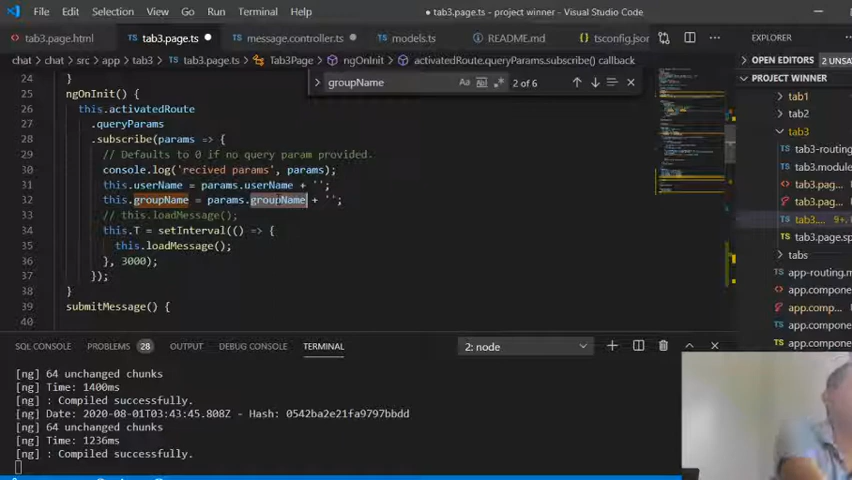 File Edit Selection View Go Run Terminal Help
tab3.page.ts - project winner - Visual Studio Code
tab3.page.html tab3.page.ts message.controller.ts models.ts README.md tsconfig.json
EXPLORER
chat > chat > src > app > tab3 > tab3.page.ts > Tab3Page > ngOnInit > activatedRoute.queryParams.subscribe() callback
groupName Aa Abl .* 2 of 6
24 }
25 ngOnInit() {
26 this.activatedRoute
27 .queryParams
28 .subscribe(params => {
29 // Defaults to 0 if no query param provided.
30 console.log('recived params', params);
31 this.userName = params.userName + '';
32 this.groupName = params.groupName + '';
33 // this.loadMessage();
34 this.T = setInterval(() => {
35 this.loadMessage();
36 }, 3000);
37 });
38 }
39 submitMessage() {
40
OPEN EDITORS 2 UNSA
PROJECT WINNER
tab1
tab2
tab3
tab3-routing
tab3.module
tab3.pag...
tab3.pag...
tab3.... 9+,
tab3.page.sp
tabs
app-routing.m
app.compone
app.comp...
app.compone
app.compone
SQL CONSOLE PROBLEMS 28 OUTPUT DEBUG CONSOLE TERMINAL 2: node
[ng] 64 unchanged chunks
[ng] Time: 1400ms
[ng] : Compiled successfully.
[ng] Date: 2020-08-01T03:43:45.808Z - Hash: 0542ba2e21fa9797bbdd
[ng] 64 unchanged chunks
[ng] Time: 1236ms
[ng] : Compiled successfully.